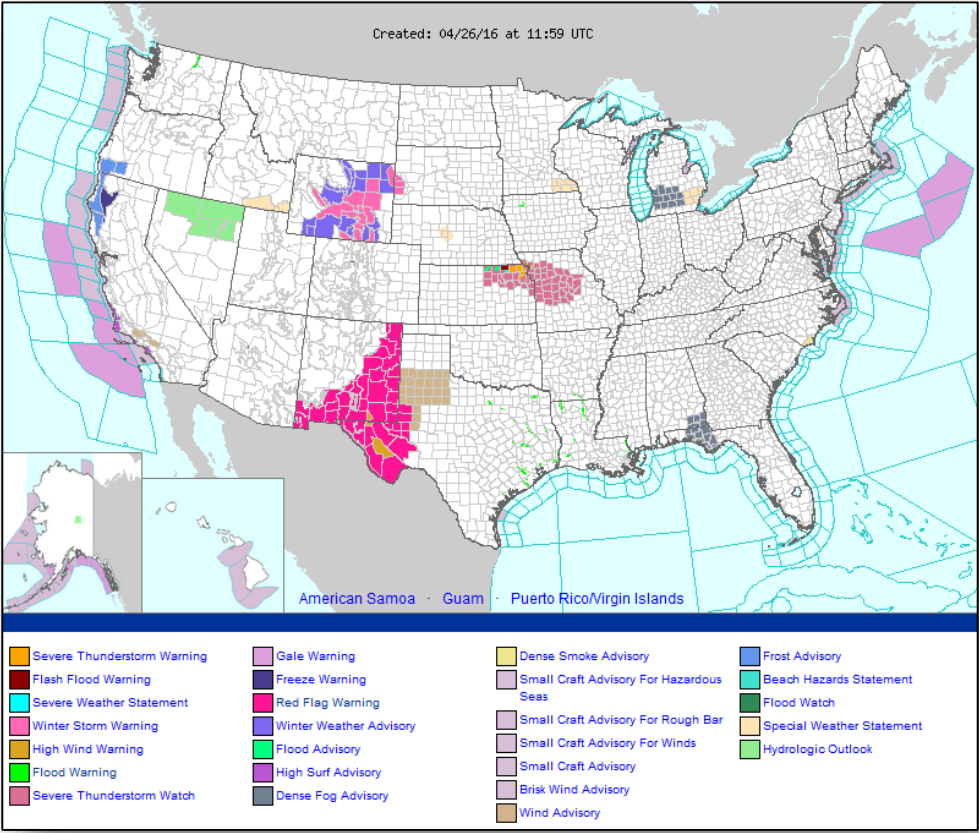 Created: 04/26/16 at 11:59 UTC
American Samoa · Guam · Puerto Rico/Virgin Islands
Severe Thunderstorm Warning
Flash Flood Warning
Severe Weather Statement
Winter Storm Warning
High Wind Warning
Flood Warning
Severe Thunderstorm Watch
Gale Warning
Freeze Warning
Red Flag Warning
Winter Weather Advisory
Flood Advisory
High Surf Advisory
Dense Fog Advisory
Dense Smoke Advisory
Small Craft Advisory For Hazardous
Seas
Small Craft Advisory For Rough Bar
Small Craft Advisory For Winds
Small Craft Advisory
Brisk Wind Advisory
Wind Advisory
Frost Advisory
Beach Hazards Statement
Flood Watch
Special Weather Statement
Hydrologic Outlook